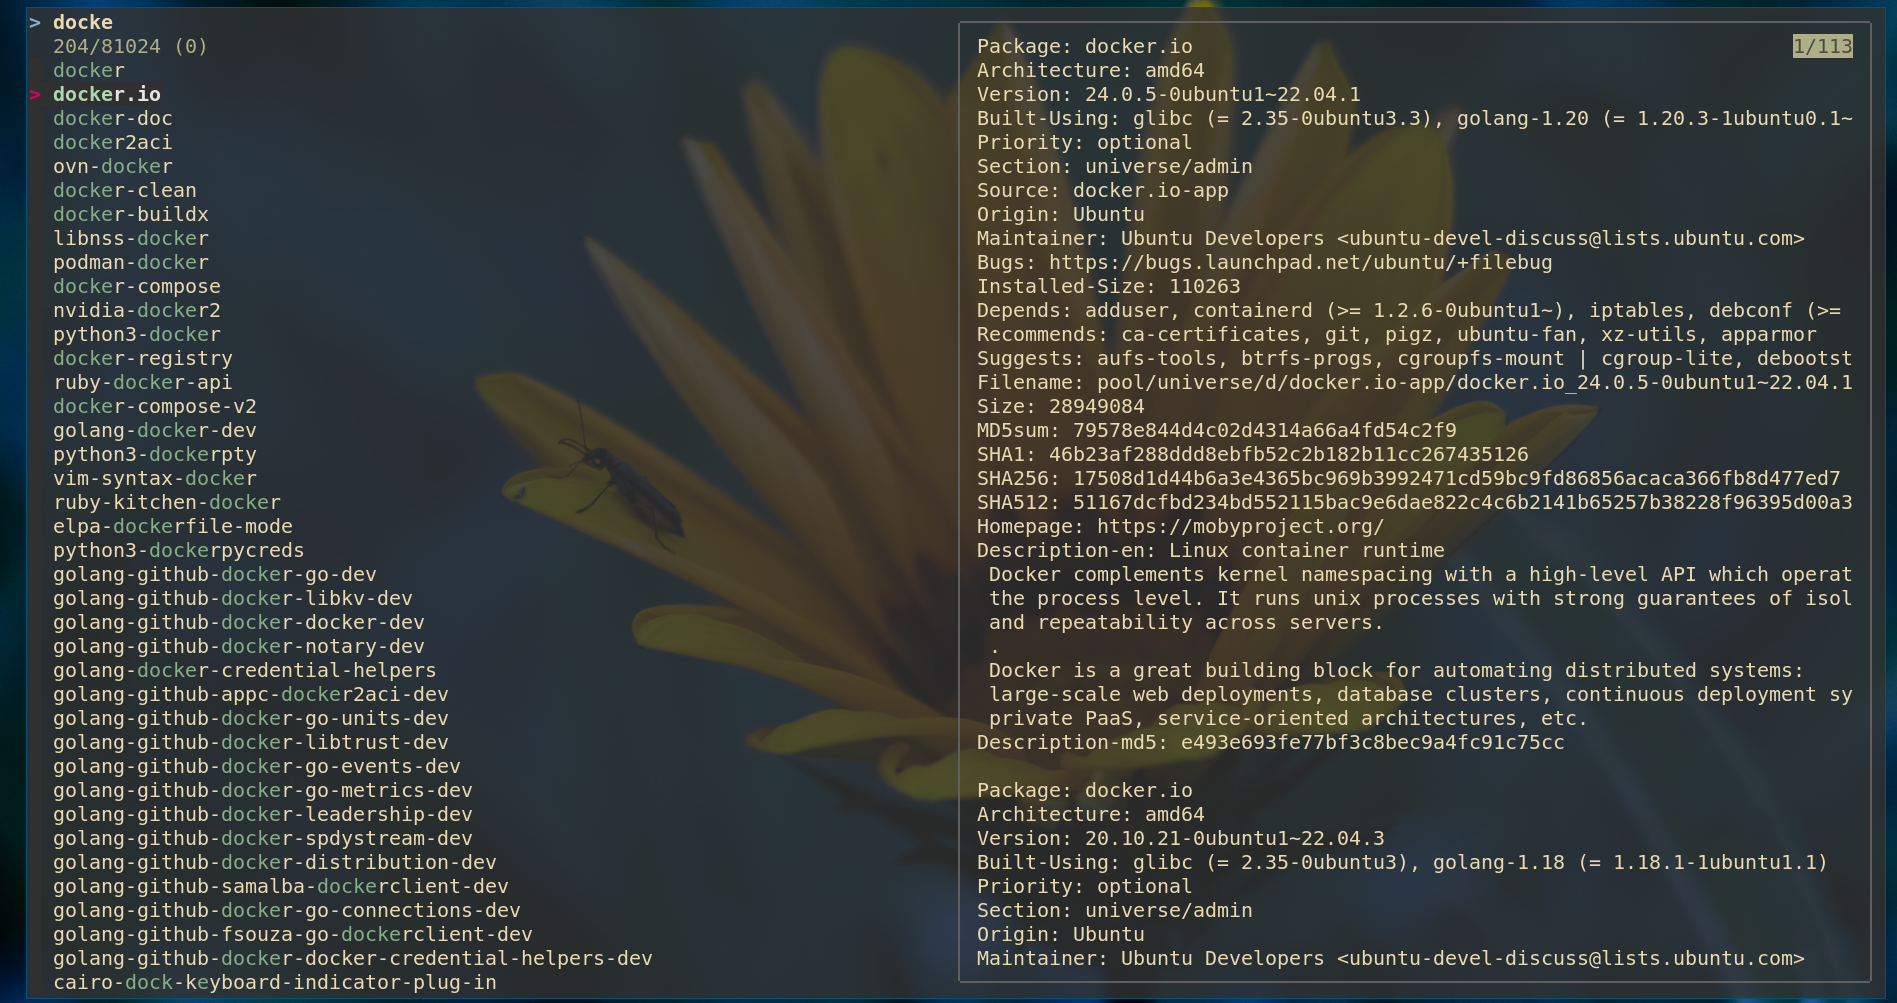 > docke
204/81024 (0)
docker
> docker.io
docker-doc
docker2aci
ovn-docker
docker-clean
docker-buildx
libnss-docker
podman-docker
docker-compose
nvidia-docker2
python3-docker
docker-registry
ruby-docker-api
docker-compose-v2
golang-docker-dev
python3-dockerpty
vim-syntax-docker
ruby-kitchen-docker
elpa-dockerfile-mode
python3-dockerpycreds
golang-github-docker-go-dev
golang-github-docker-libkv-dev
golang-github-docker-docker-dev
golang-github-docker-notary-dev
golang-docker-credential-helpers
golang-github-appc-docker2aci-dev
golang-github-docker-go-units-dev
golang-github-docker-libtrust-dev
golang-github-docker-go-events-dev
golang-github-docker-go-metrics-dev
golang-github-docker-leadership-dev
golang-github-docker-spdystream-dev
golang-github-docker-distribution-dev
golang-github-samalba-dockerclient-dev
golang-github-docker-go-connections-dev
golang-github-fsouza-go-dockerclient-dev
golang-github-docker-docker-credential-helpers-dev
cairo-dock-keyboard-indicator-plug-in
Package: docker.io 1/113
Architecture: amd64
Version: 24.0.5-0ubuntu1~22.04.1
Built-Using: glibc (= 2.35-0ubuntu3.3), golang-1.20 (= 1.20.3-1ubuntu0.1~
Priority: optional
Section: universe/admin
Source: docker.io-app
Origin: Ubuntu
Maintainer: Ubuntu Developers <ubuntu-devel-discuss@lists.ubuntu.com>
Bugs: https://bugs.launchpad.net/ubuntu/+filebug
Installed-Size: 110263
Depends: adduser, containerd (>= 1.2.6-0ubuntu1~), iptables, debconf (>=
Recommends: ca-certificates, git, pigz, ubuntu-fan, xz-utils, apparmor
Suggests: aufs-tools, btrfs-progs, cgroupfs-mount | cgroup-lite, debootst
Filename: pool/universe/d/docker.io-app/docker.io_24.0.5-0ubuntu1~22.04.1
Size: 28949084
MD5sum: 79578e844d4c02d4314a66a4fd54c2f9
SHA1: 46b23af288ddd8ebfb52c2b182b11cc267435126
SHA256: 17508d1d44b6a3e4365bc969b3992471cd59bc9fd86856acaca366fb8d477ed7
SHA512: 51167dcfbd234bd552115bac9e6dae822c4c6b2141b65257b38228f96395d00a3
Homepage: https://mobyproject.org/
Description-en: Linux container runtime
Docker complements kernel namespacing with a high-level API which operat
the process level. It runs unix processes with strong guarantees of isol
and repeatability across servers.
.
Docker is a great building block for automating distributed systems:
large-scale web deployments, database clusters, continuous deployment sy
private PaaS, service-oriented architectures, etc.
Description-md5: e493e693fe77bf3c8bec9a4fc91c75cc
Package: docker.io
Architecture: amd64
Version: 20.10.21-0ubuntu1~22.04.3
Built-Using: glibc (= 2.35-0ubuntu3), golang-1.18 (= 1.18.1-1ubuntu1.1)
Priority: optional
Section: universe/admin
Origin: Ubuntu
Maintainer: Ubuntu Developers <ubuntu-devel-discuss@lists.ubuntu.com>